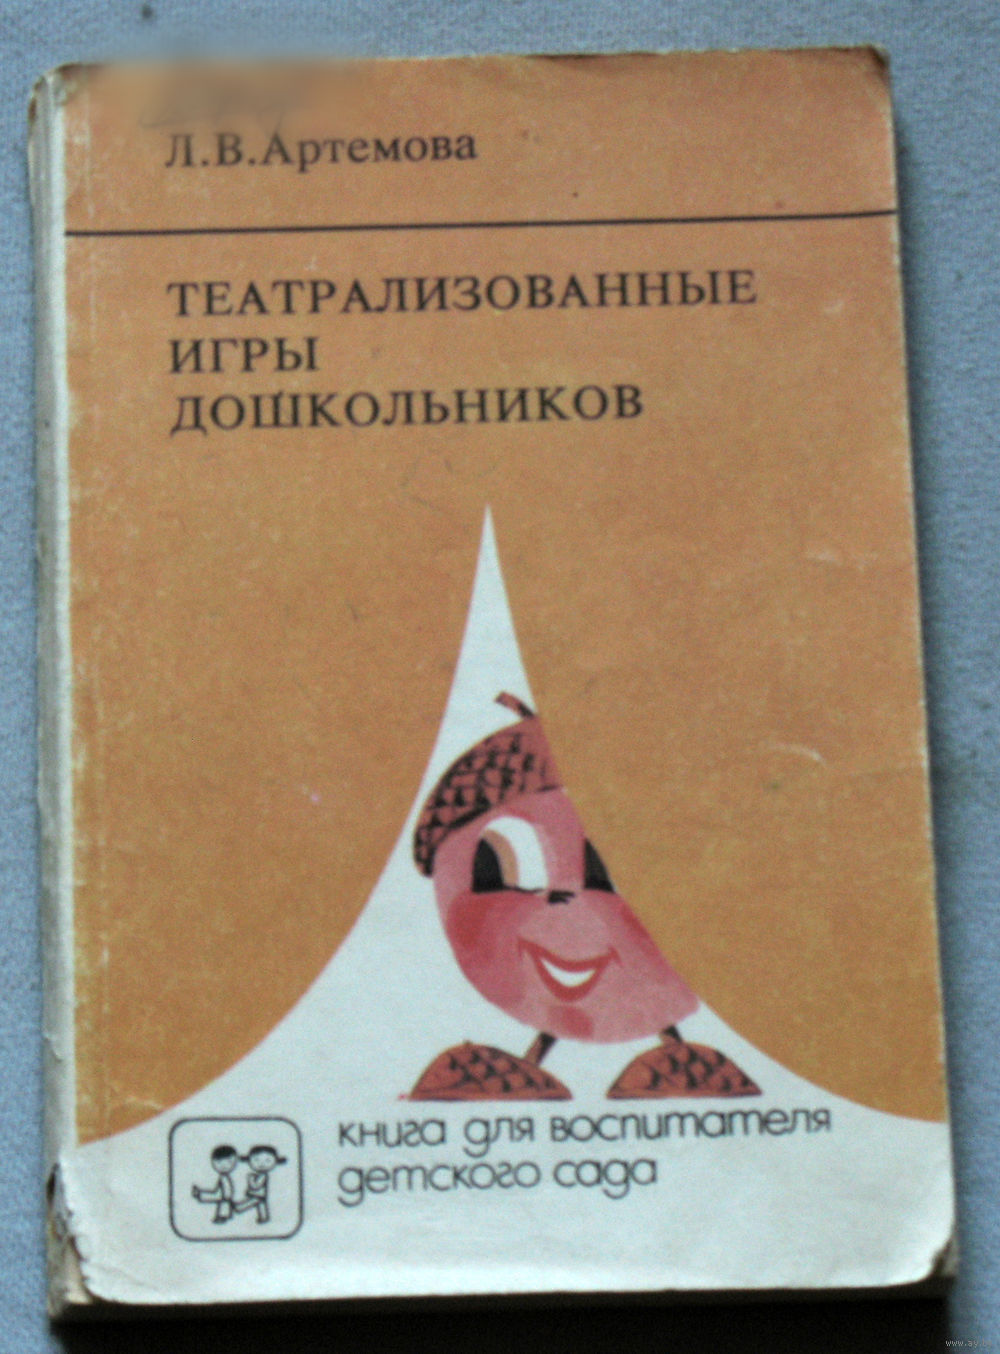 Л.В.Артемова
ТЕАТРАЛИЗОВАННЫЕ
ИГРЫ
ДОШКОЛЬНИКОВ
книга для воспитателя
детского сада